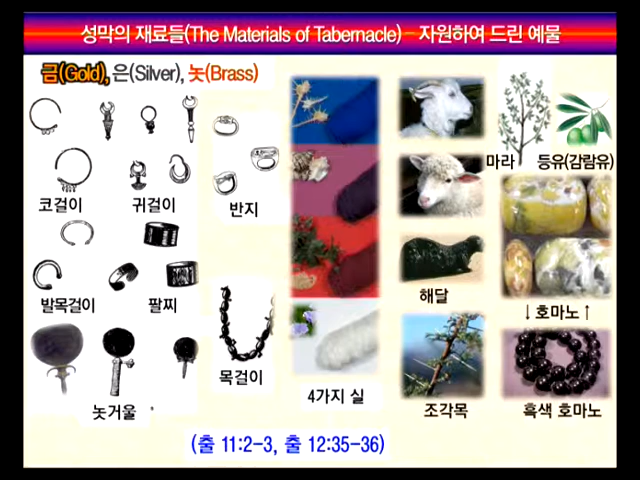 성막의 재료들(The Materials of Tabernacle) - 자원하여 드린 예물
금(Gold), 은(Silver), 놋(Brass)
마라 등유(감람유)
코걸이 귀걸이 반지
발목걸이 팔찌
해달
↓호마노↑
목걸이
4가지 실
놋거울
조각목
흑색 호마노
(출 11:2-3, 출 12:35-36)